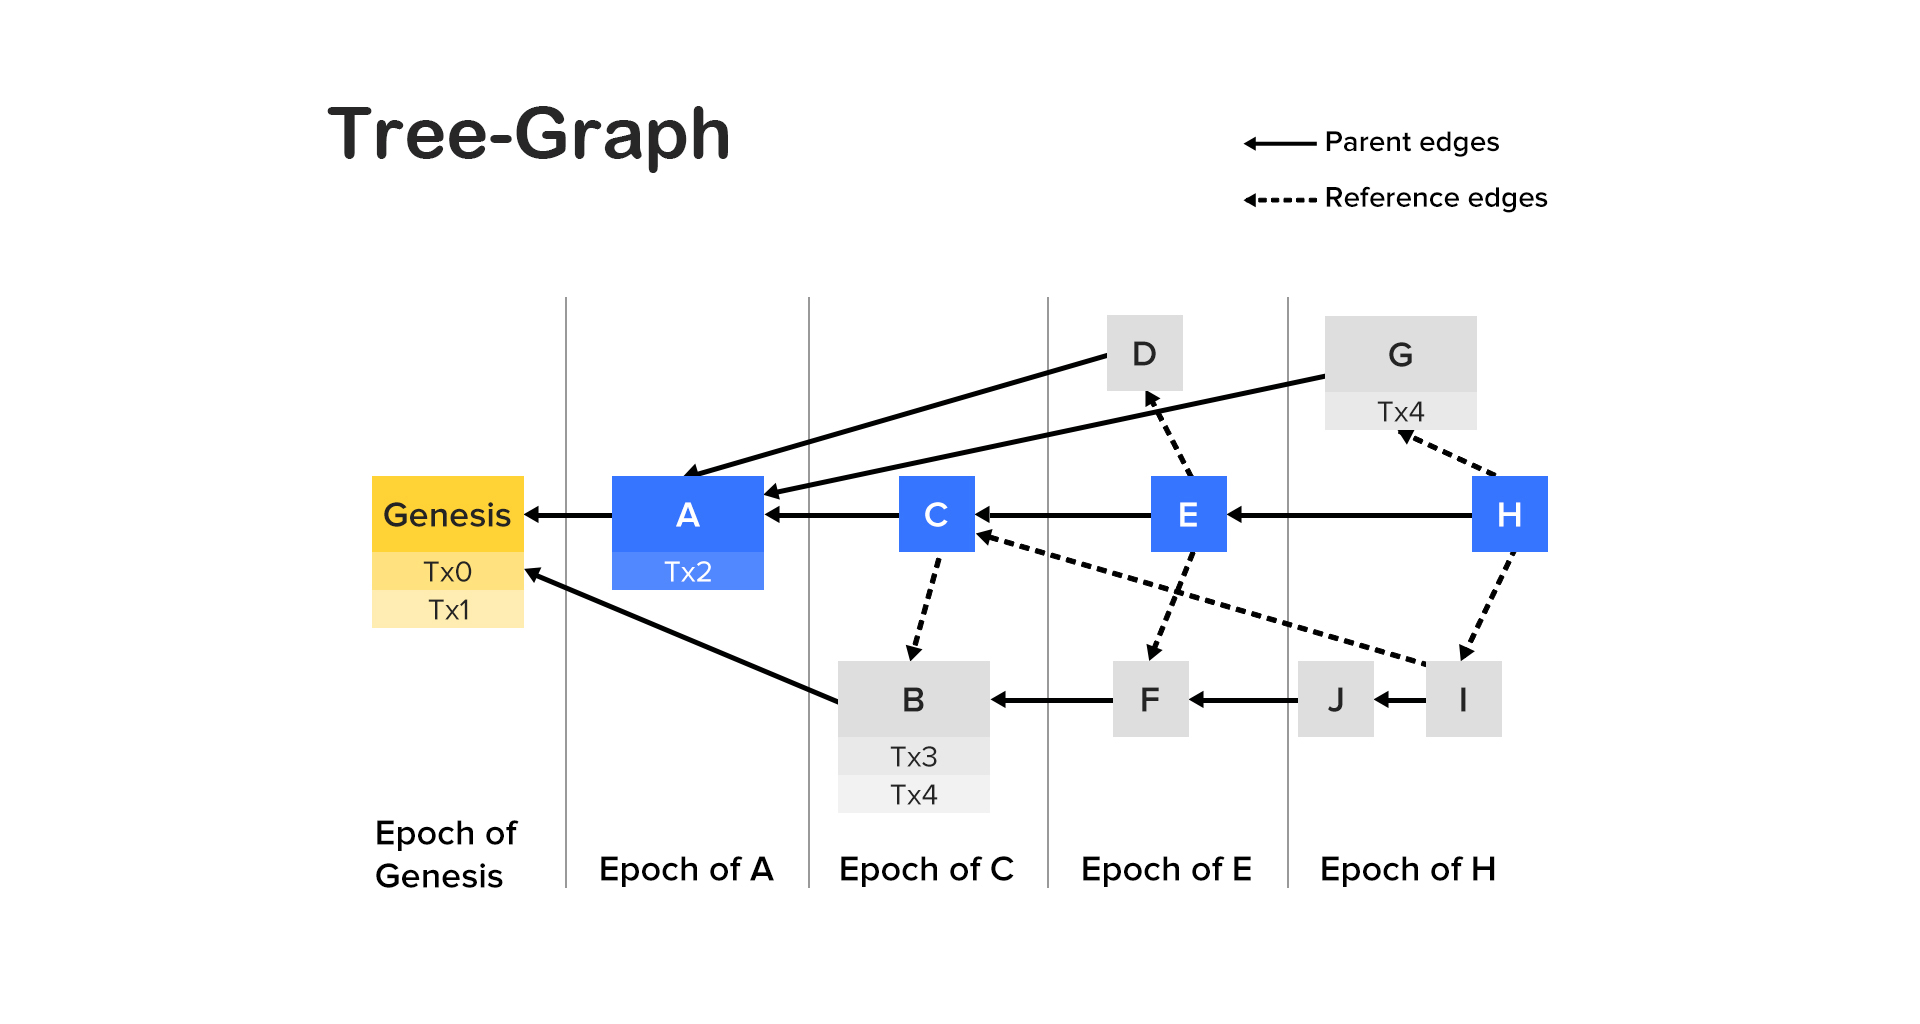 Tree-Graph
Parent edges
Reference edges
D
G
Tx4
Genesis
Tx0
Tx1
A
Tx2
C
E
H
B
Tx3
Tx4
F
J
I
Epoch of
Genesis
Epoch of A
Epoch of C
Epoch of E
Epoch of H